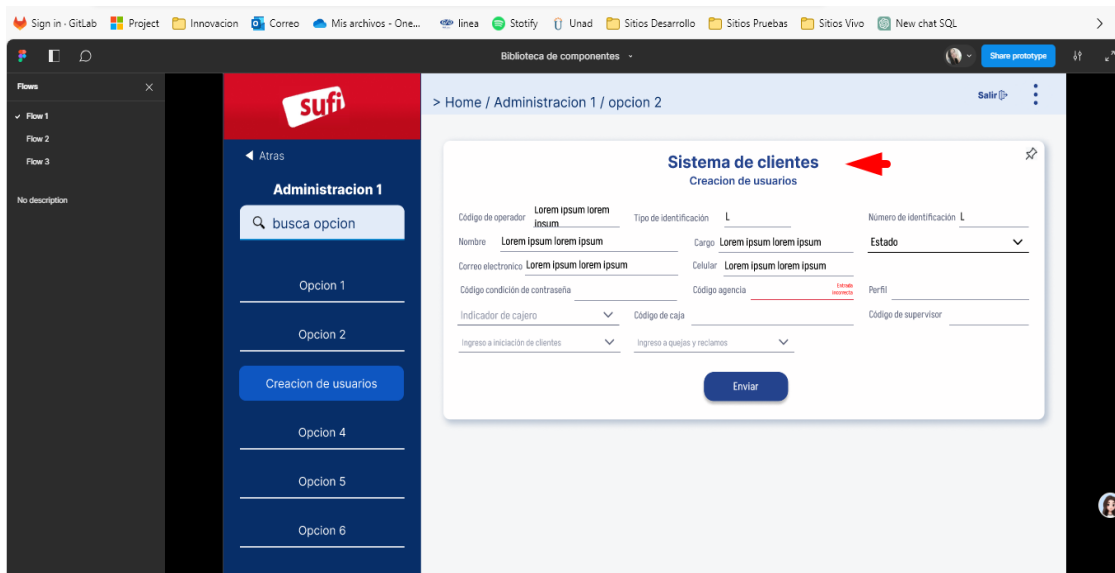 Sign in · GitLab Project Innovacion Correo Mis archivos - One... linea Stotify Unad Sitios Desarrollo Sitios Pruebas Sitios Vivo New chat SQL
Biblioteca de componentes
Share prototype
Flows
Flow 1
Flow 2
Flow 3
No description
sufi
Atras
Administracion 1
busca opcion
Opcion 1
Opcion 2
Creacion de usuarios
Opcion 4
Opcion 5
Opcion 6
> Home / Administracion 1 / opcion 2
Salir
Sistema de clientes
Creacion de usuarios
Código de operador Lorem ipsum lorem
ipsum
Tipo de identificación L
Número de identificación L
Nombre Lorem ipsum lorem ipsum
Cargo Lorem ipsum lorem ipsum
Estado
Correo electronico Lorem ipsum lorem ipsum
Celular Lorem ipsum lorem ipsum
Código condición de contraseña
Código agencia
Entrada
incorrecta
Perfil
Indicador de cajero
Código de caja
Código de supervisor
Ingreso a iniciación de clientes
Ingreso a quejas y reclamos
Enviar